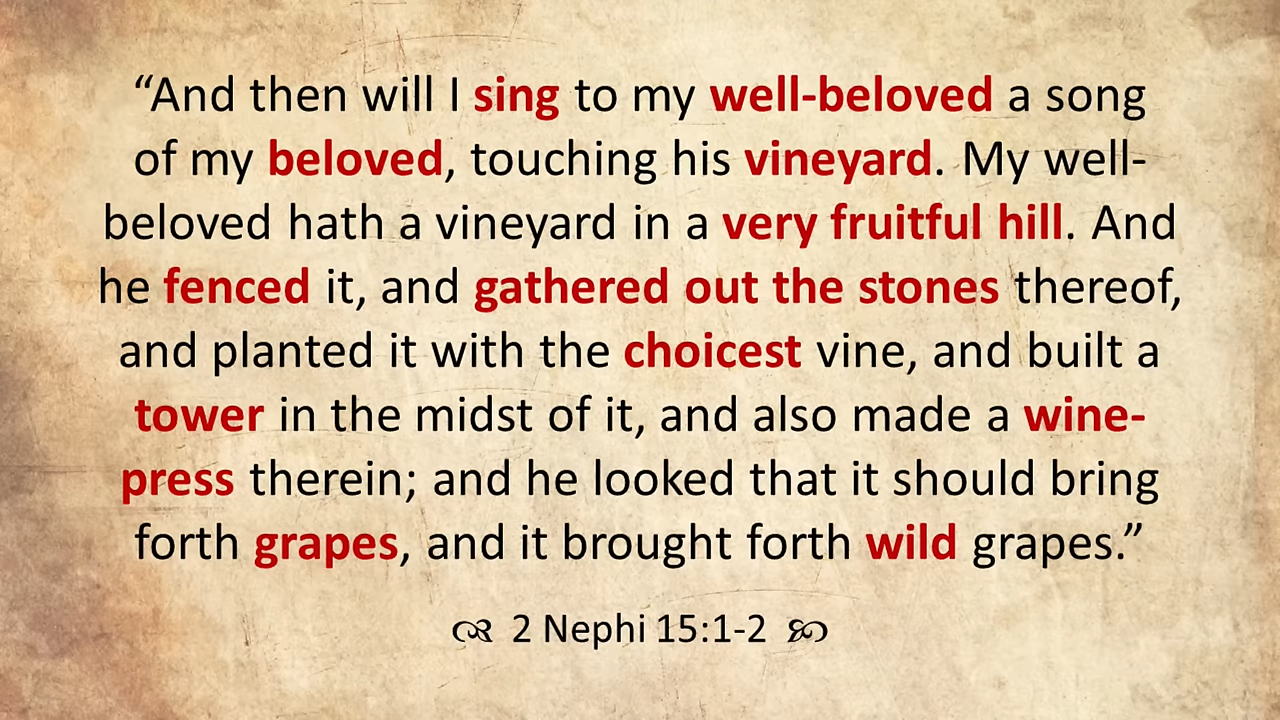 “And then will I sing to my well-beloved a song
of my beloved, touching his vineyard. My well-
beloved hath a vineyard in a very fruitful hill. And
he fenced it, and gathered out the stones thereof,
and planted it with the choicest vine, and built a
tower in the midst of it, and also made a wine-
press therein; and he looked that it should bring
forth grapes, and it brought forth wild grapes.”
2 Nephi 15:1-2